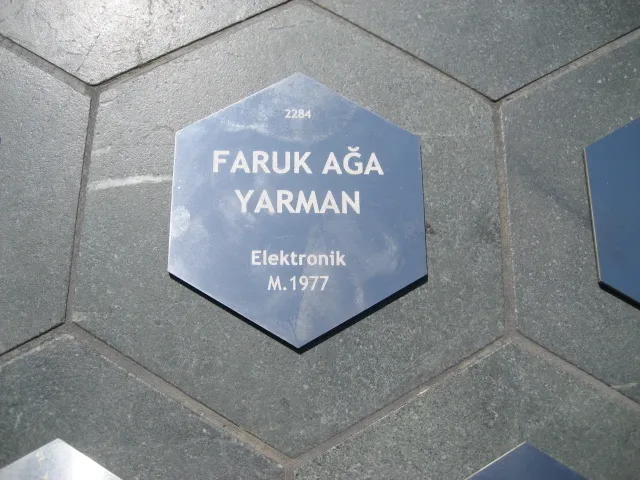 2284
FARUK AĞA
YARMAN
Elektronik
M.1977